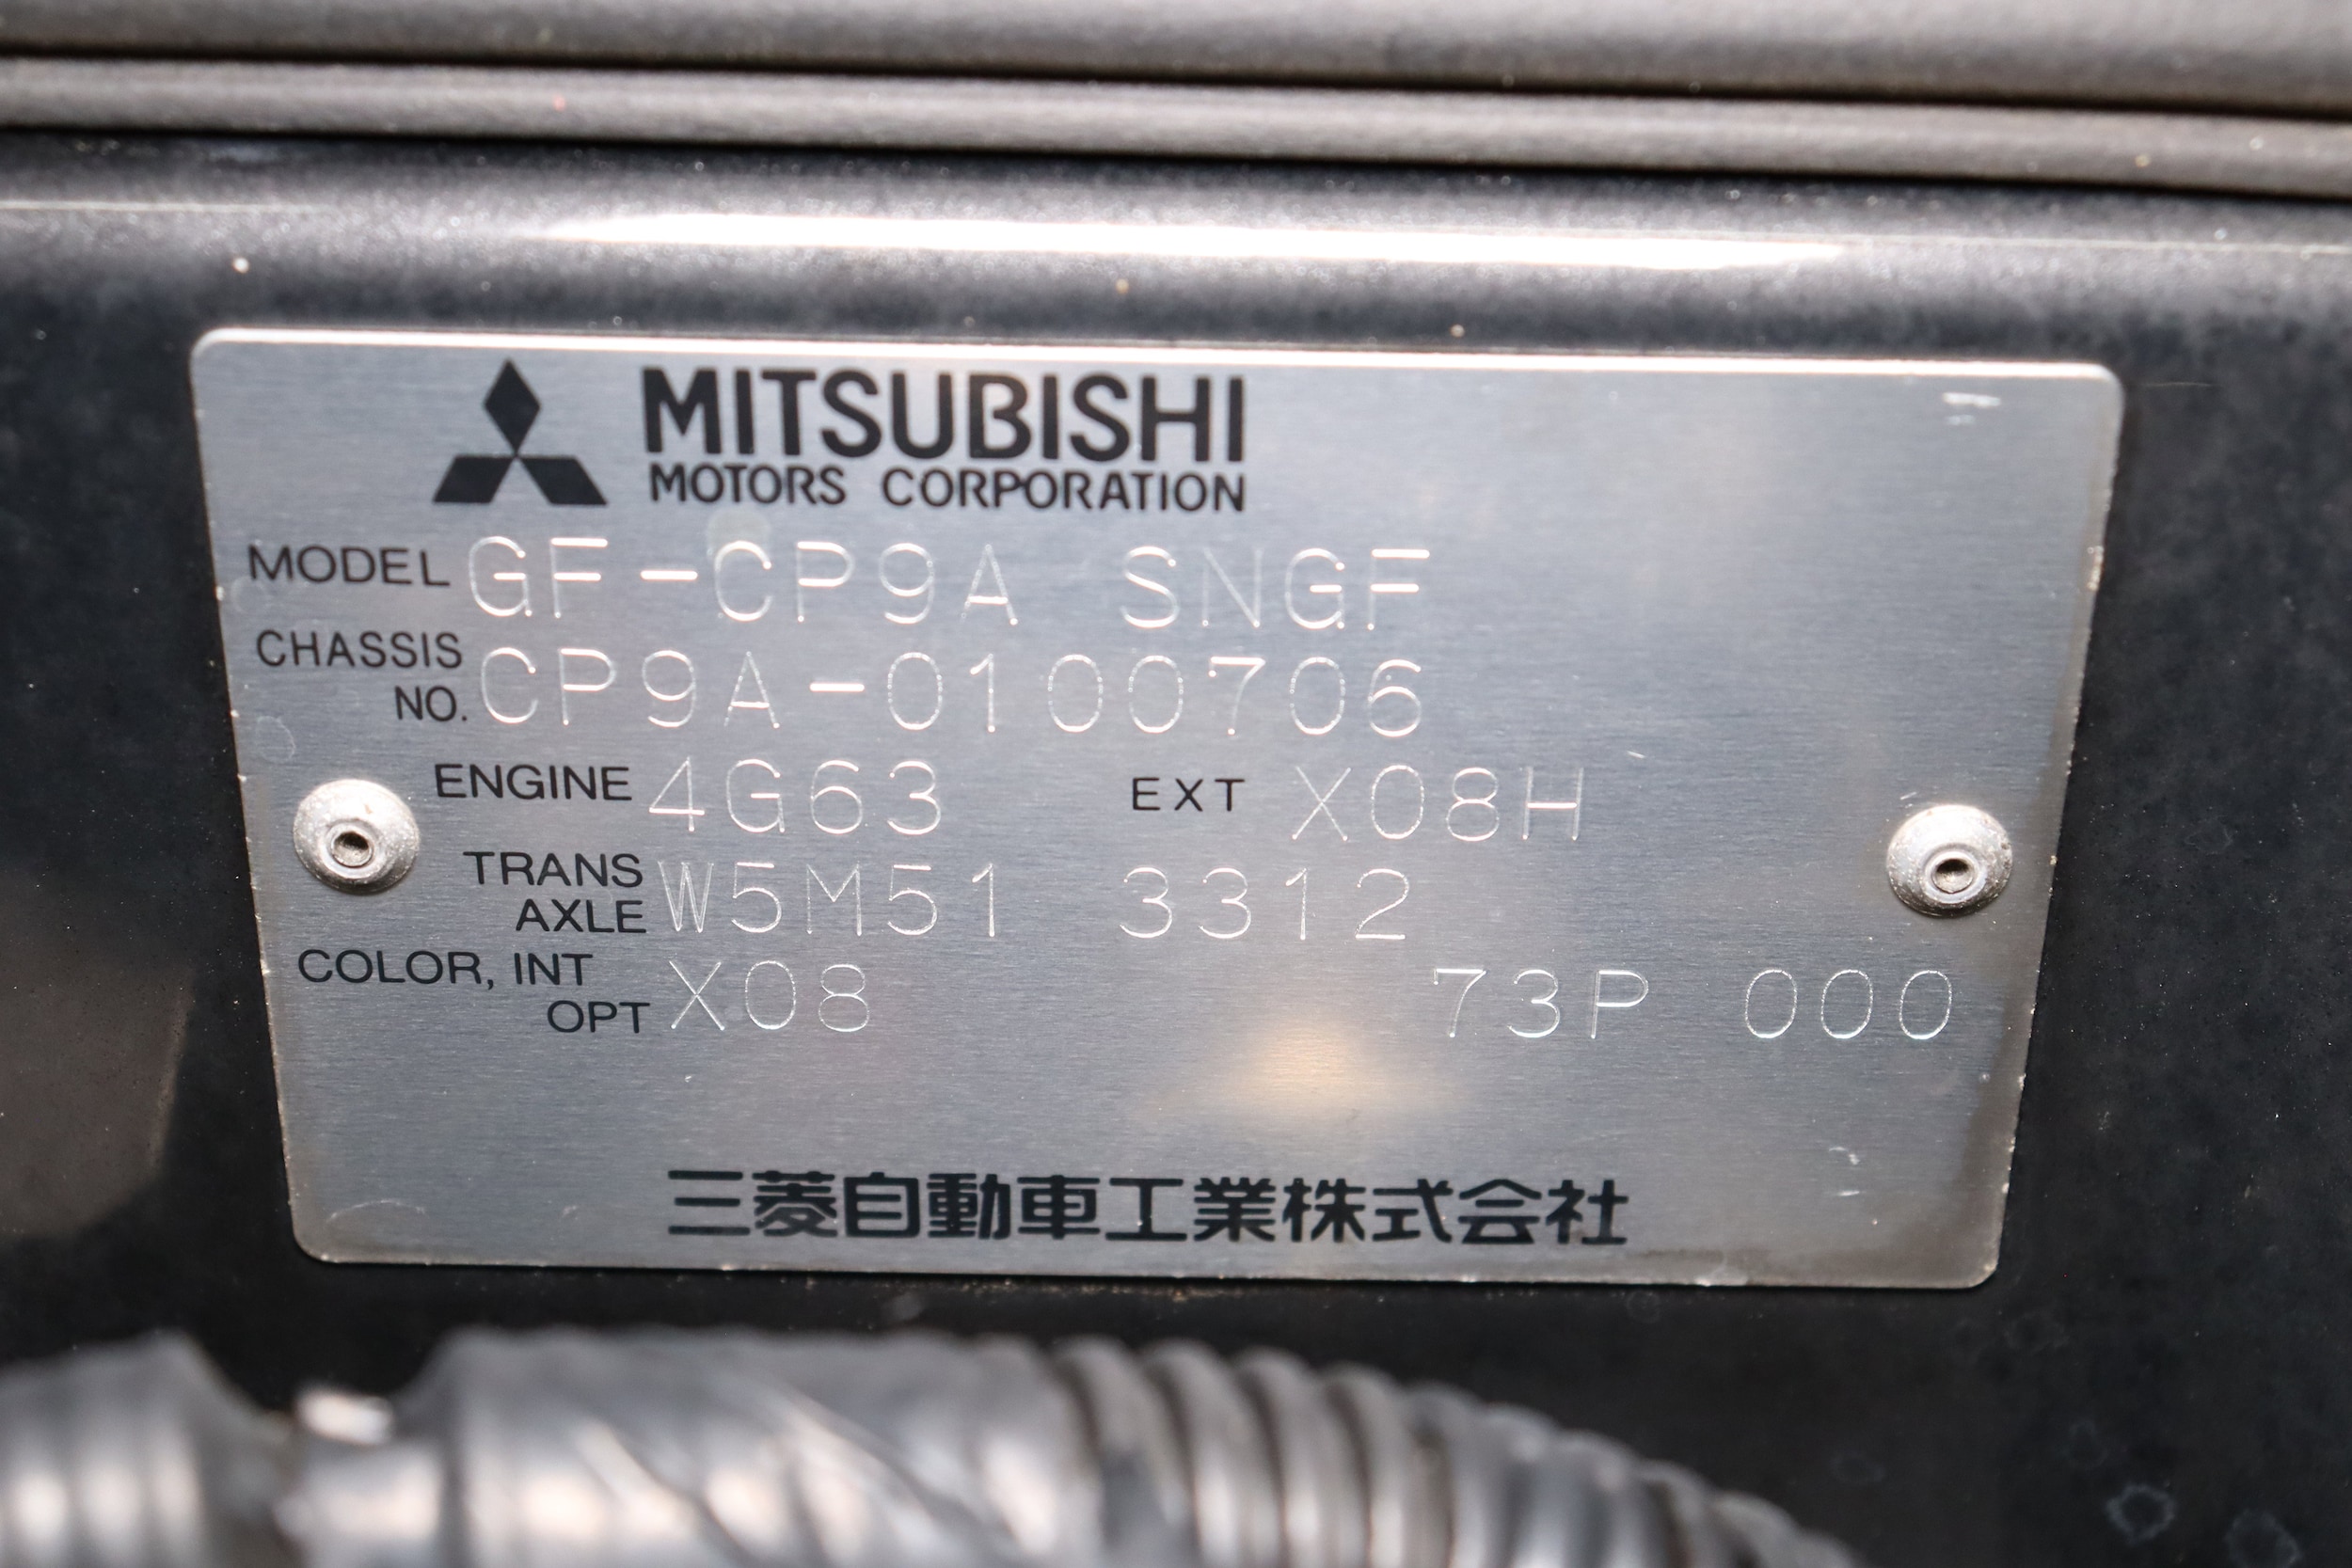 MITSUBISHI
MOTORS CORPORATION
MODEL GF-CP9A SNGF
CHASSIS NO. CP9A-0100706
ENGINE 4G63 EXT X08H
TRANS AXLE W5M51 3312
COLOR, INT OPT X08 73P 000
三菱自動車工業株式会社